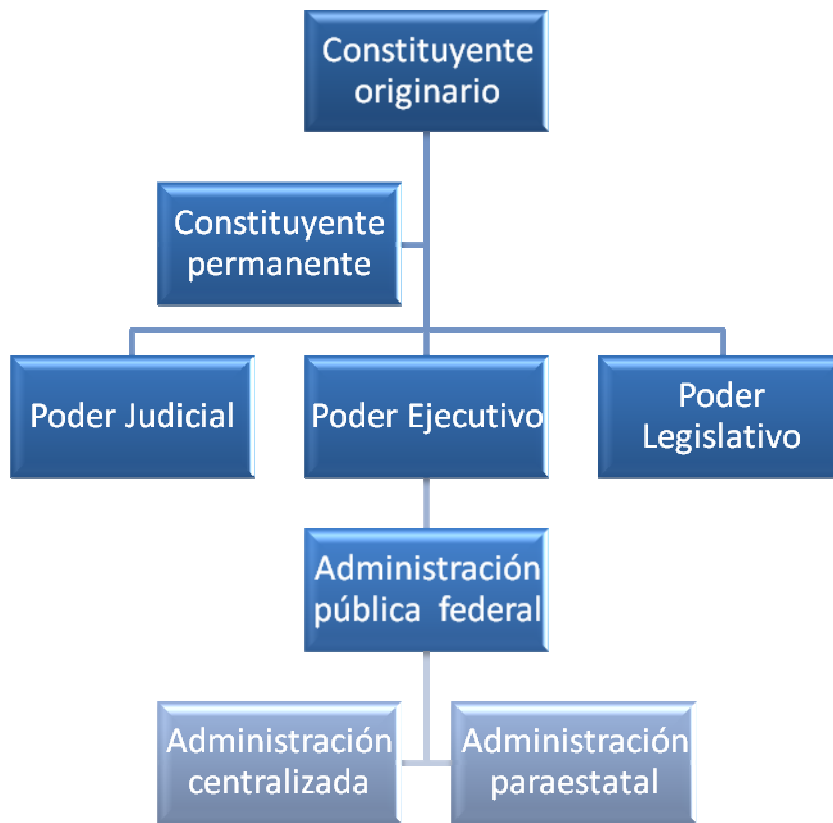 Constituyente
originario
Constituyente
permanente
Poder Judicial
Poder Ejecutivo
Poder
Legislativo
Administración
pública federal
Administración
centralizada
Administración
paraestatal